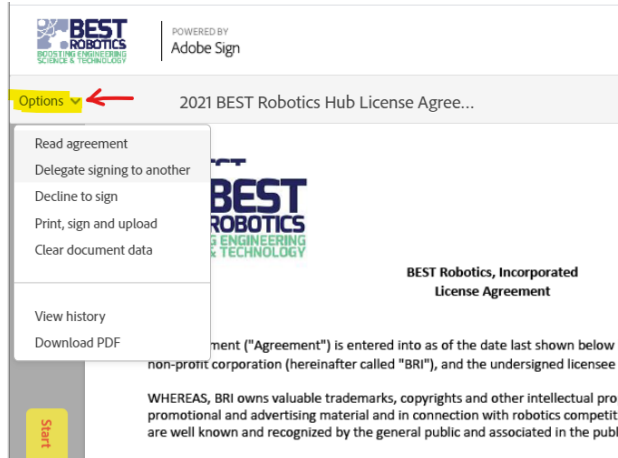 BEST
ROBOTICS
BOOSTING ENGINEERING
SCIENCE & TECHNOLOGY
POWERED BY
Adobe Sign
Options
2021 BEST Robotics Hub License Agree...
Read agreement
Delegate signing to another
Decline to sign
Print, sign and upload
Clear document data
View history
Download PDF
BEST
ROBOTICS
ENGINEERING
& TECHNOLOGY
BEST Robotics, Incorporated
License Agreement
ment ("Agreement") is entered into as of the date last shown below
non-profit corporation (hereinafter called "BRI"), and the undersigned licensee
WHEREAS, BRI owns valuable trademarks, copyrights and other intellectual pro
promotional and advertising material and in connection with robotics competit
are well known and recognized by the general public and associated in the publ
Start